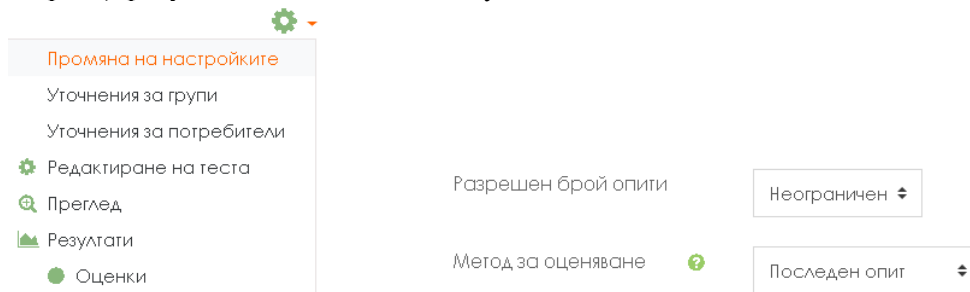 Промяна на настройките
Уточнения за групи
Уточнения за потребители
Редактиране на теста
Преглед
Резултати
Оценки
Разрешен брой опити
Неограничен
Метод за оценяване
Последен опит